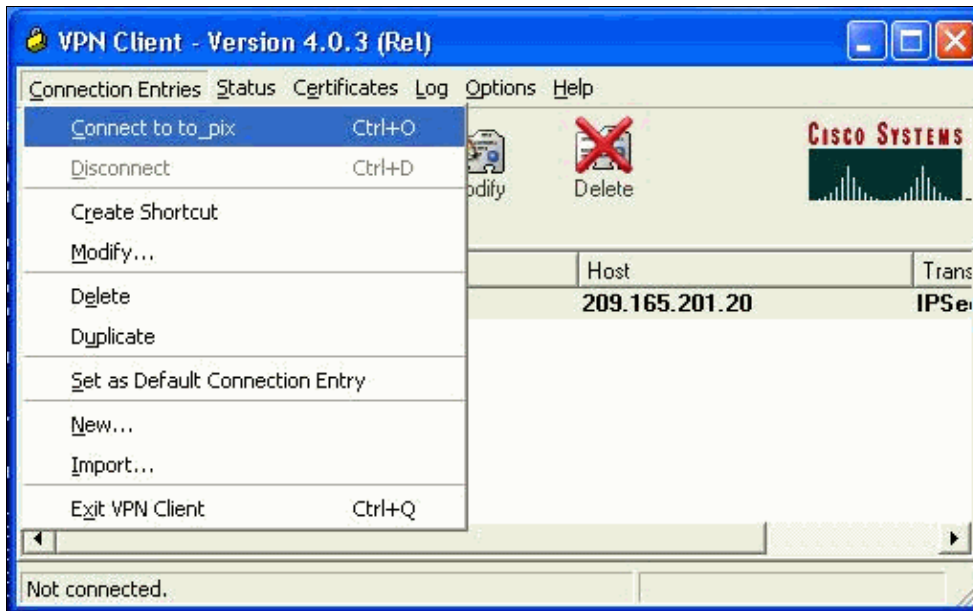 VPN Client - Version 4.0.3 (Rel)
Connection Entries Status Certificates Log Options Help
Connect to to_pix Ctrl+O
Disconnect Ctrl+D
Create Shortcut
Modify...
Delete
Duplicate
Set as Default Connection Entry
New...
Import...
Exit VPN Client Ctrl+Q
odify
Delete
CISCO SYSTEMS
Host Trans
209.165.201.20 IPSe
Not connected.